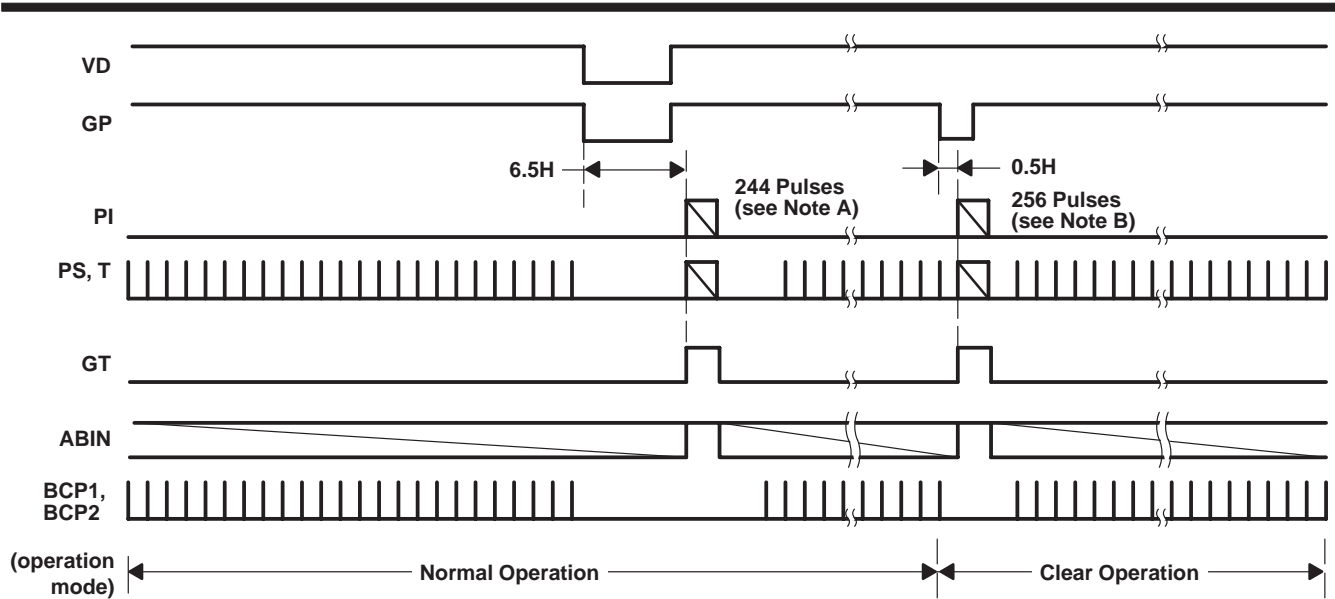 VD
GP
6.5H
0.5H
244 Pulses
(see Note A)
256 Pulses
(see Note B)
PI
PS, T
GT
ABIN
BCP1,
BCP2
(operation
mode)
Normal Operation
Clear Operation